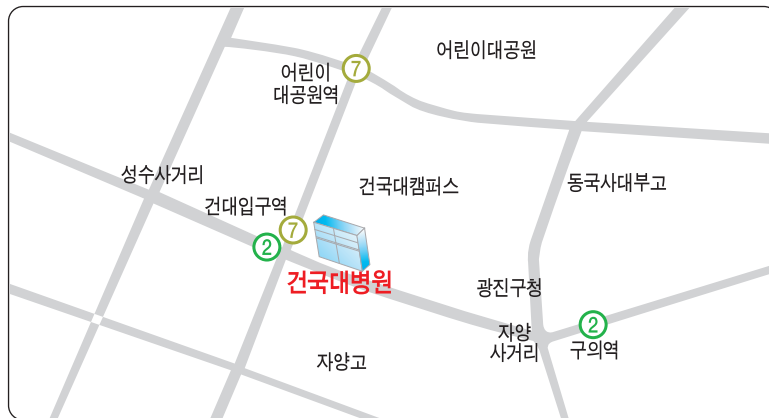 어린이대공원
어린이
대공원역
7
성수사거리
건국대캠퍼스
동국사대부고
건대입구역
7
2
건국대병원
광진구청
자양
사거리
2
구의역
자양고